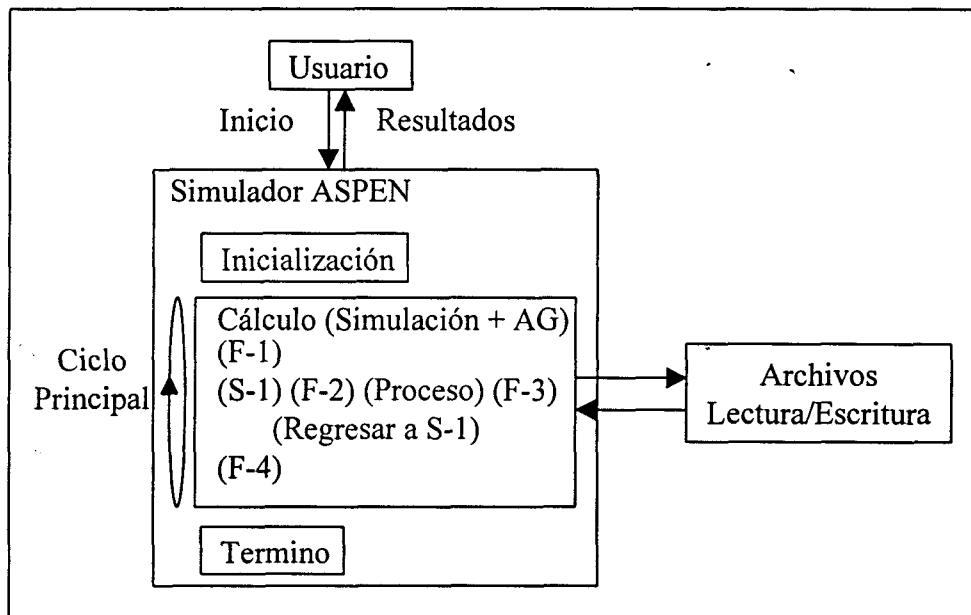 Usuario
Inicio
Resultados
Simulador ASPEN
Inicialización
Cálculo (Simulación + AG)
(F-1)
(S-1) (F-2) (Proceso) (F-3)
(Regresar a S-1)
(F-4)
Ciclo
Principal
Archivos
Lectura/Escritura
Termino